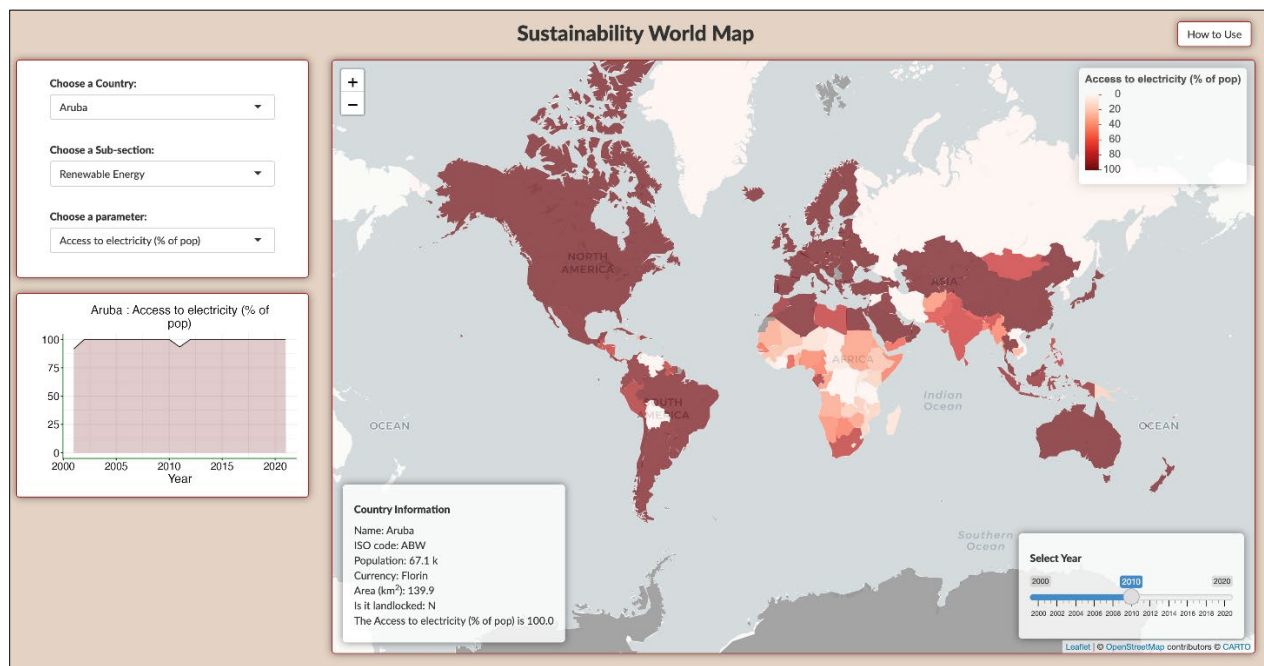 Sustainability World Map
How to Use
Choose a Country:
Aruba
Choose a Sub-section:
Renewable Energy
Choose a parameter:
Access to electricity (% of pop)
Aruba : Access to electricity (% of
pop)
100
75
50
25
0
2000 2005 2010 2015 2020
Year
+
−
Access to electricity (% of pop)
0
20
40
60
80
100
NORTH
AMERICA
ASIA
AFRICA
SOUTH
AMERICA
Indian
Ocean
OCEAN
OCEAN
Southern
Ocean
Country Information
Name: Aruba
ISO code: ABW
Population: 67.1 k
Currency: Florin
Area (km²): 139.9
Is it landlocked: N
The Access to electricity (% of pop) is 100.0
Select Year
2000 2010 2020
2000 2002 2004 2006 2008 2010 2012 2014 2016 2018 2020
Leaflet | © OpenStreetMap contributors © CARTO